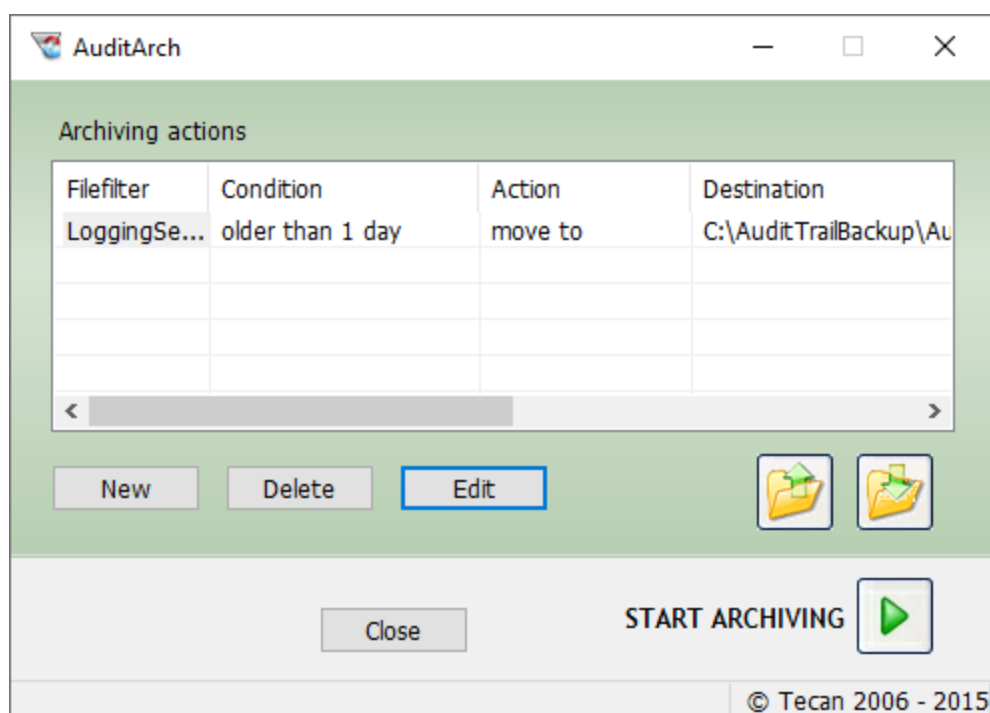 AuditArch
Archiving actions
Filefilter Condition Action Destination
LoggingSe... older than 1 day move to C:\AuditTrailBackup\Au
New Delete Edit
START ARCHIVING
Close
© Tecan 2006 - 2015